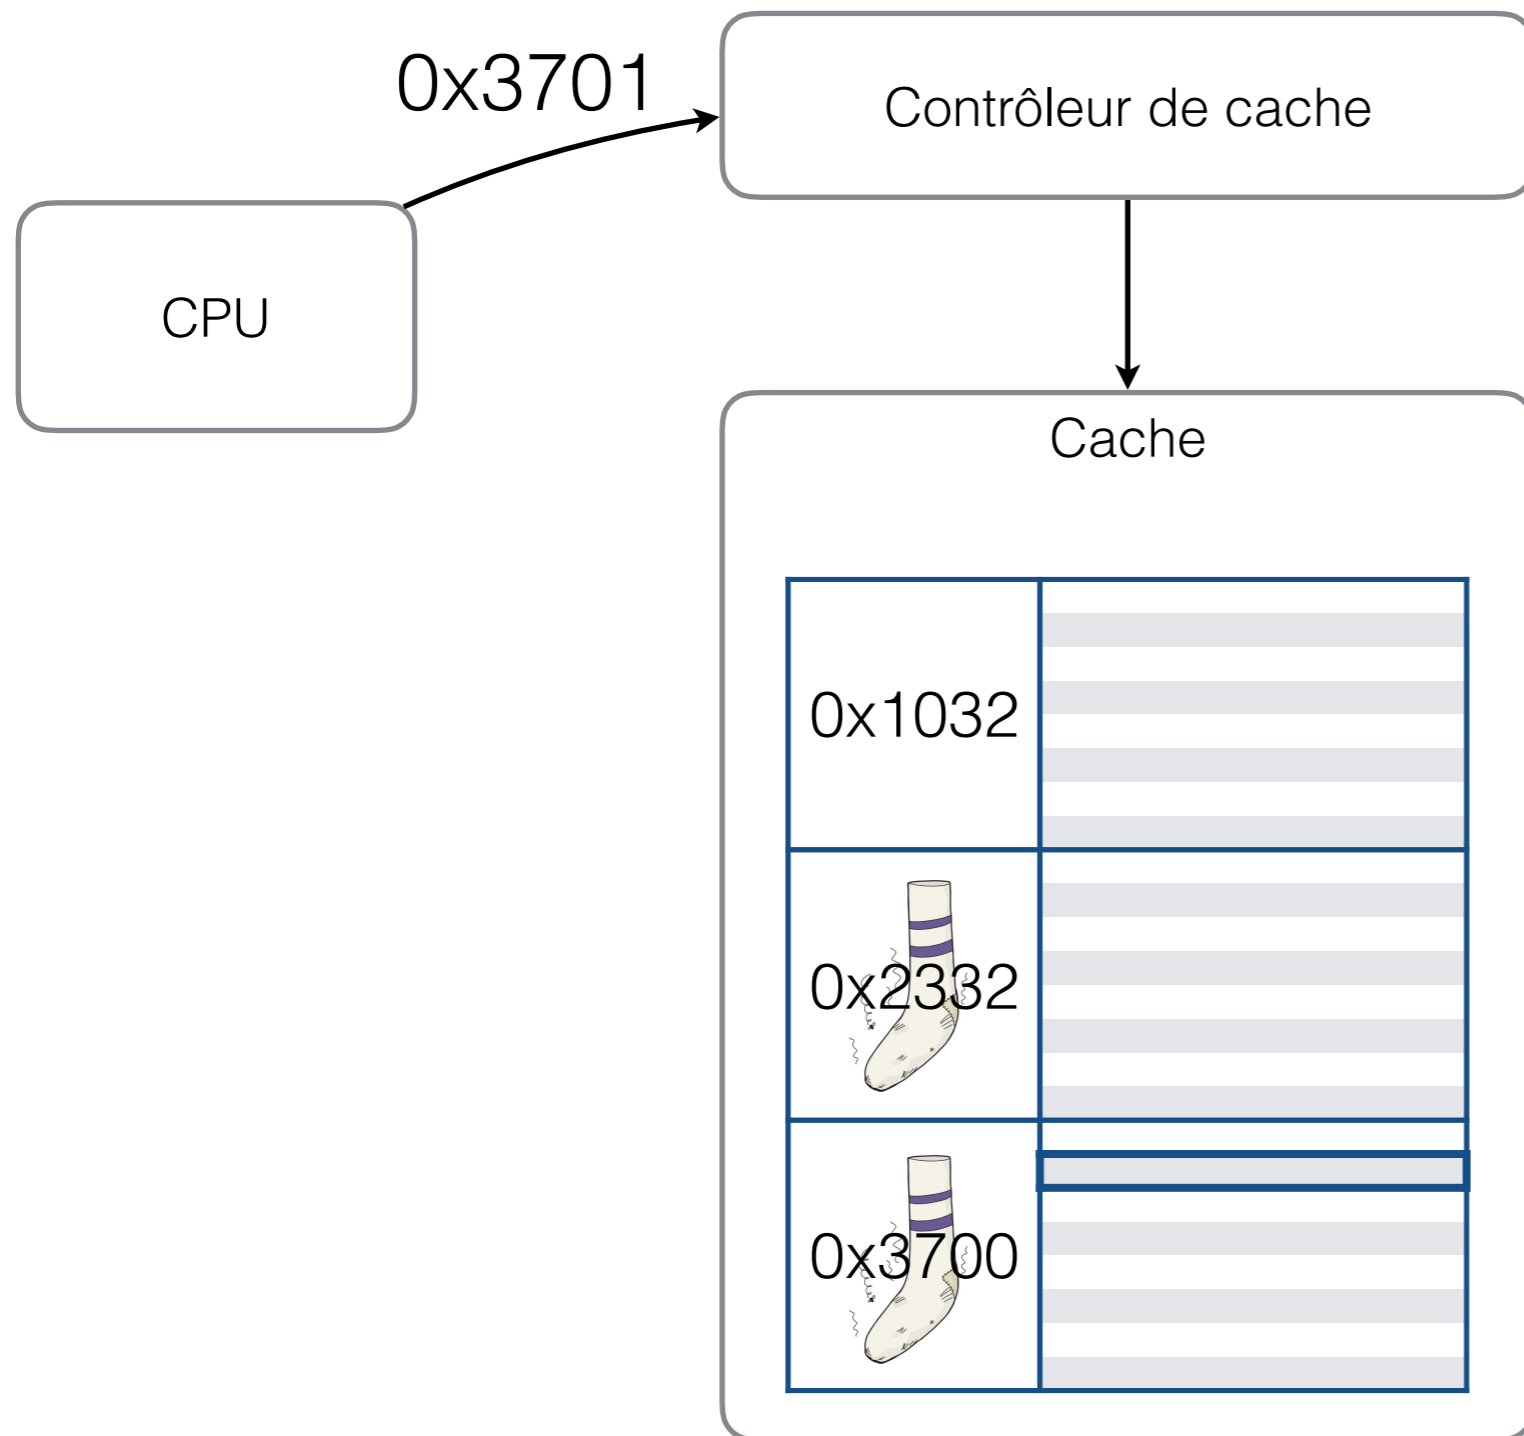 0x3701
Contrôleur de cache
CPU
Cache
0x1032
0x2332
0x3700